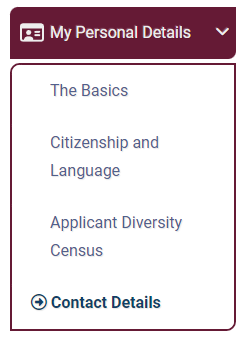 My Personal Details
The Basics
Citizenship and
Language
Applicant Diversity
Census
Contact Details